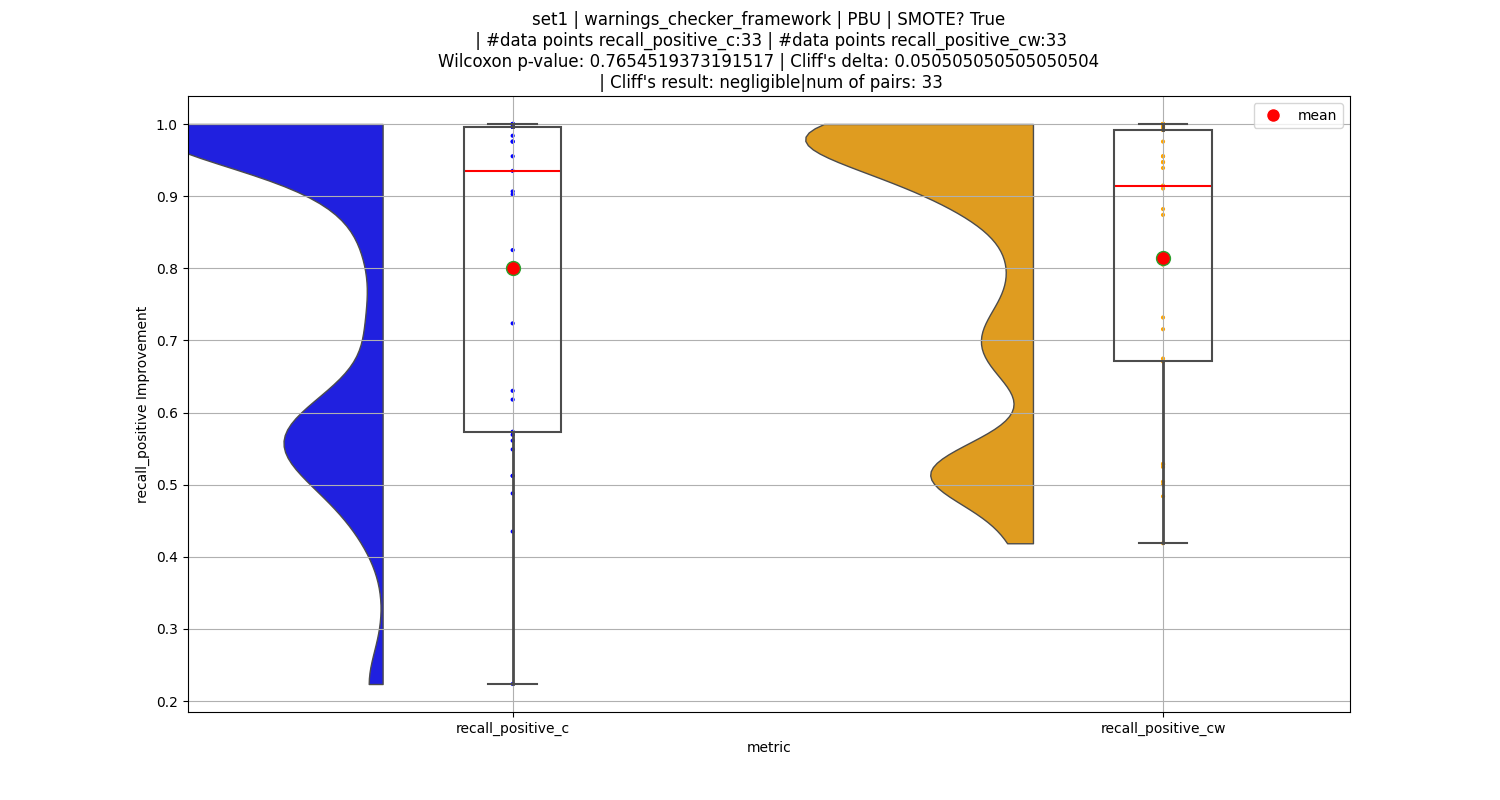 set1 | warnings_checker_framework | PBU | SMOTE? True
| #data points recall_positive_c:33 | #data points recall_positive_cw:33
Wilcoxon p-value: 0.7654519373191517 | Cliff's delta: 0.050505050505050504
| Cliff's result: negligible|num of pairs: 33
mean
1.0
0.9
0.8
0.7
0.6
0.5
0.4
0.3
0.2
recall_positive Improvement
recall_positive_c
recall_positive_cw
metric